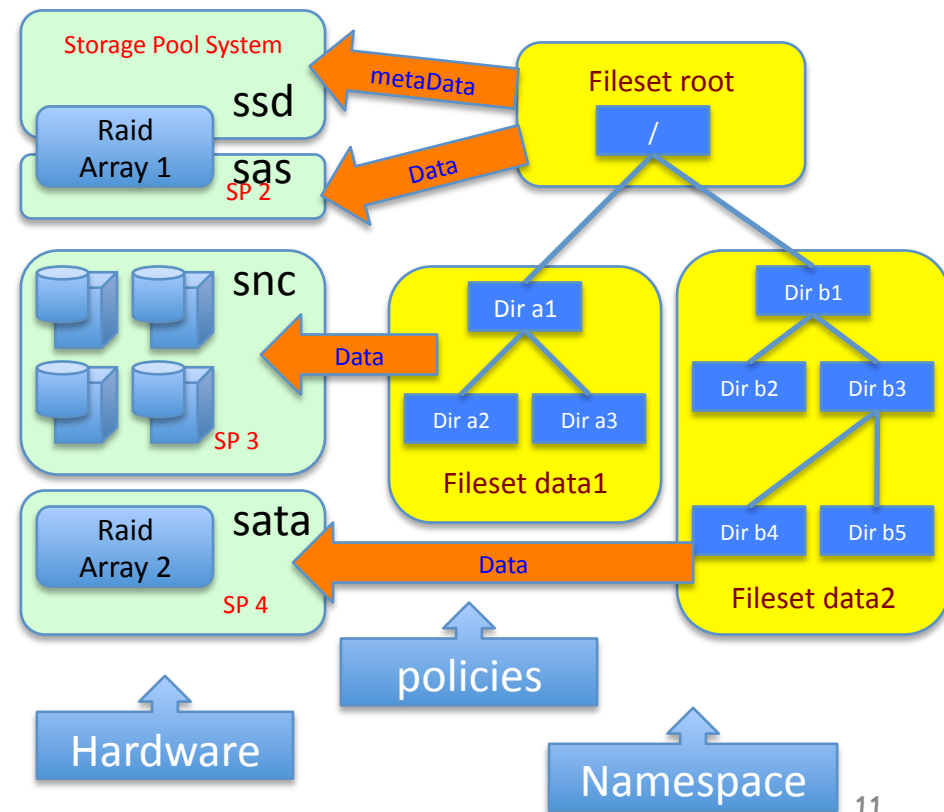 Storage Pool System
ssd
Raid
Array 1
sas
SP 2
metaData
Data
Fileset root
/
snc
SP 3
Data
Dir a1
Dir a2
Dir a3
Fileset data1
Dir b1
Dir b2
Dir b3
Dir b4
Dir b5
Fileset data2
Raid
Array 2
sata
SP 4
Data
policies
Hardware
Namespace
11